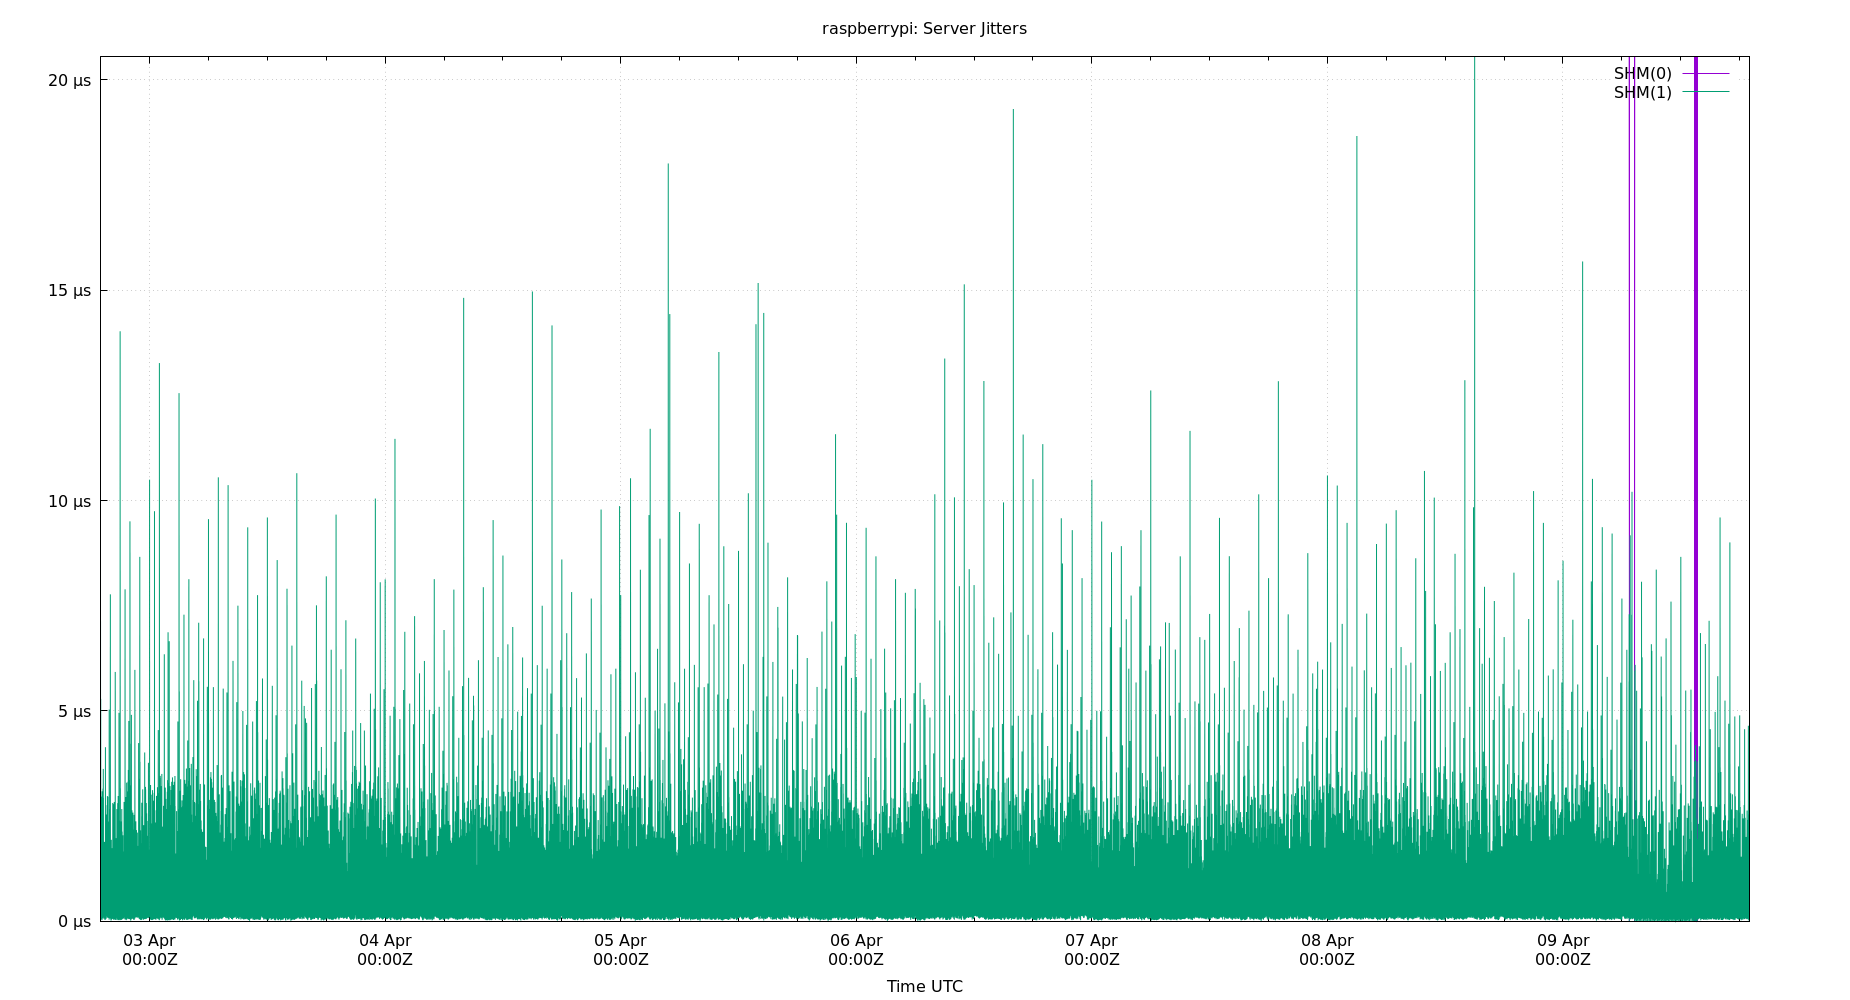 raspberrypi: Server Jitters
SHM(0)
SHM(1)
20 µs
15 µs
10 µs
5 µs
0 µs
03 Apr 04 Apr 05 Apr 06 Apr 07 Apr 08 Apr 09 Apr
00:00Z 00:00Z 00:00Z 00:00Z 00:00Z 00:00Z 00:00Z
Time UTC